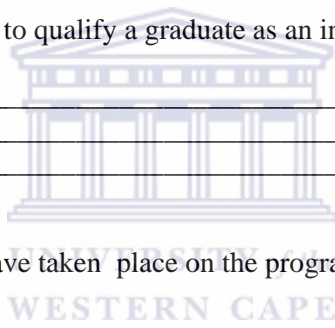 to qualify a graduate as an in
ave taken place on the progra
UNIVERSITY of the
WESTERN CAPE